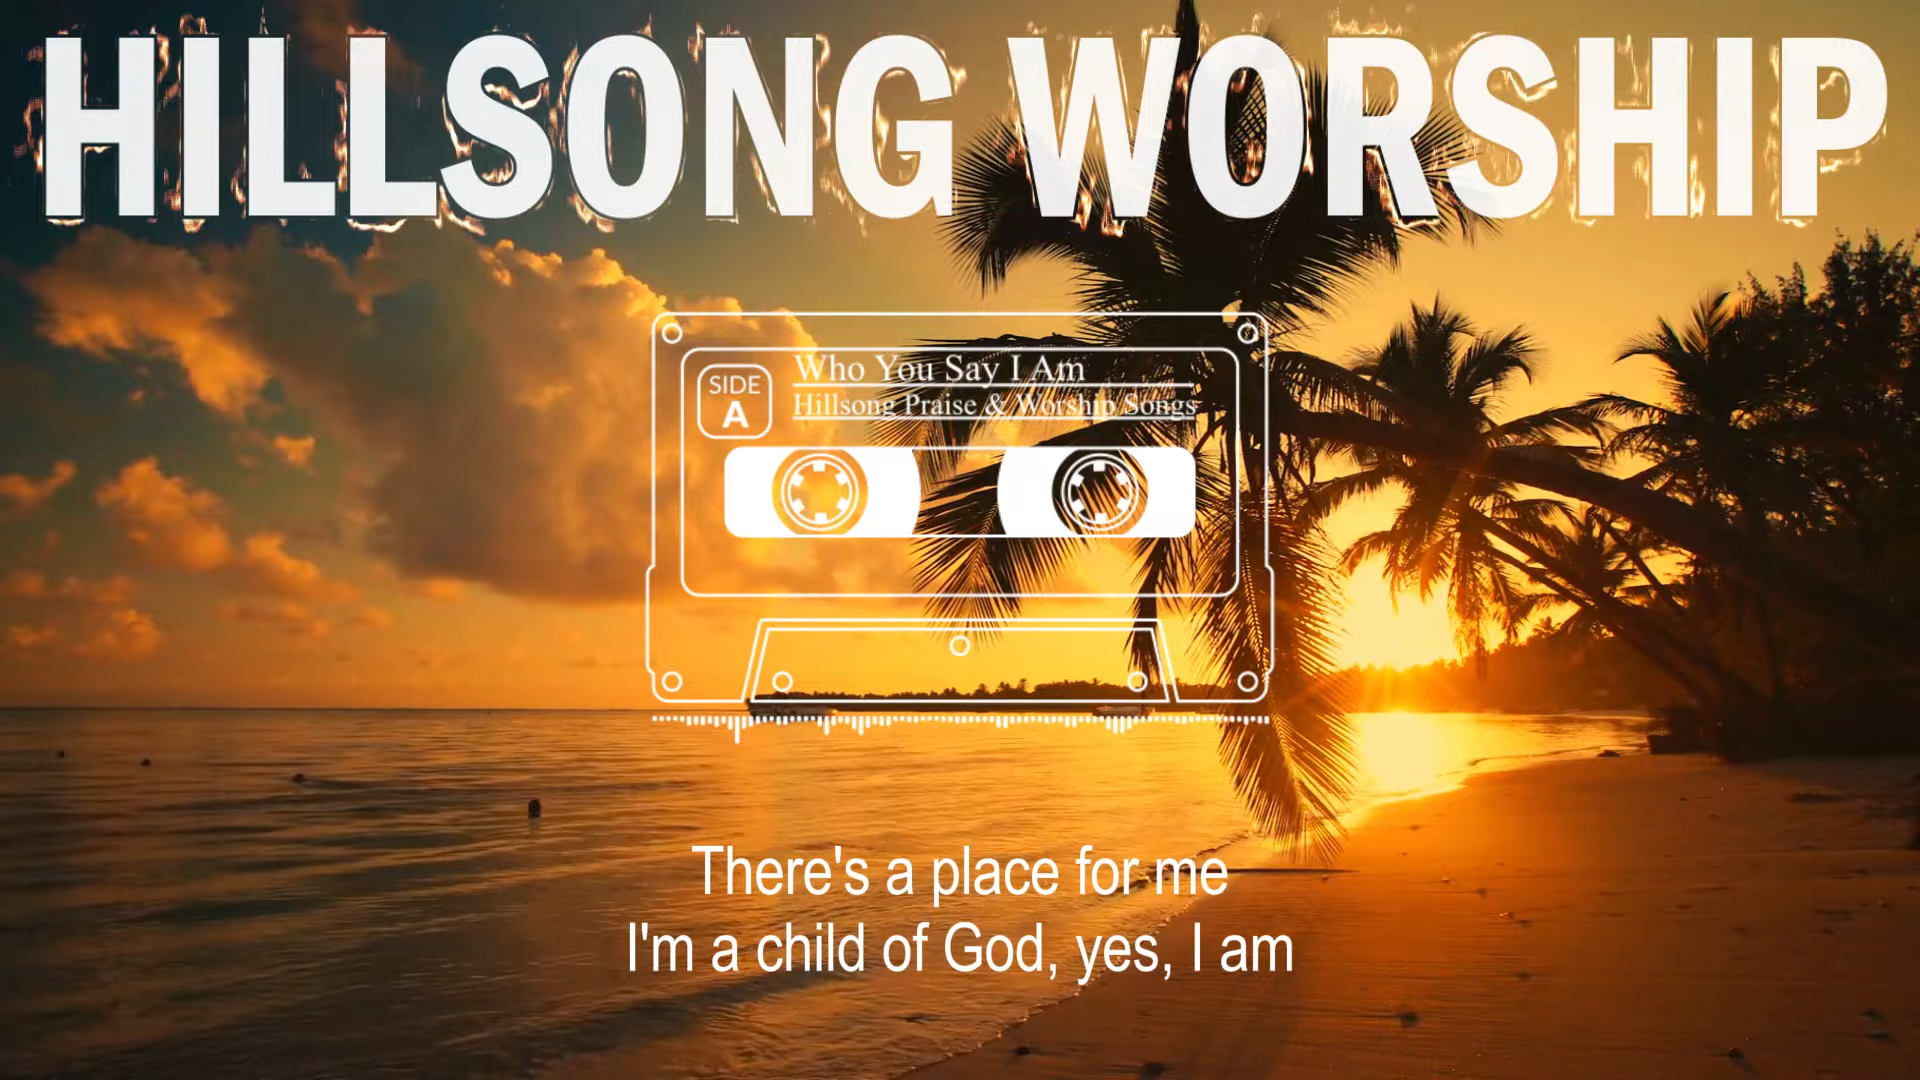 HILLSONG WORSHIP
SIDE
A
Who You Say I Am
Hillsong Praise & Worship Songs
There's a place for me
I'm a child of God, yes, I am